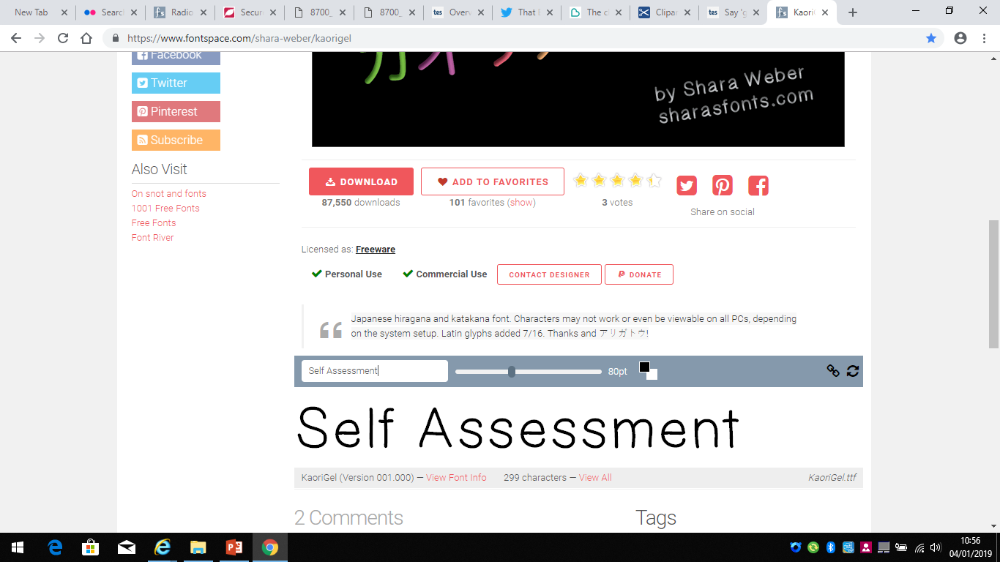 New Tab
Search
Radio
Secur
8700_
8700_
tes Overv
That E
The cl
Clipar
tes Say 'g
fs Kaori
https://www.fontspace.com/shara-weber/kaorigel
Facebook
Twitter
Pinterest
Subscribe
Also Visit
On snot and fonts
1001 Free Fonts
Free Fonts
Font River
by Shara Weber
sharasfonts.com
DOWNLOAD
87,550 downloads
ADD TO FAVORITES
101 favorites (show)
3 votes
Share on social
Licensed as: Freeware
Personal Use
Commercial Use
CONTACT DESIGNER
DONATE
Japanese hiragana and katakana font. Characters may not work or even be viewable on all PCs, depending
on the system setup. Latin glyphs added 7/16. Thanks and アリガトウ!
Self Assessment
80pt
Self Assessment
KaoriGel (Version 001.000) — View Font Info
299 characters — View All
KaoriGel.ttf
2 Comments
Tags
10:56
04/01/2019